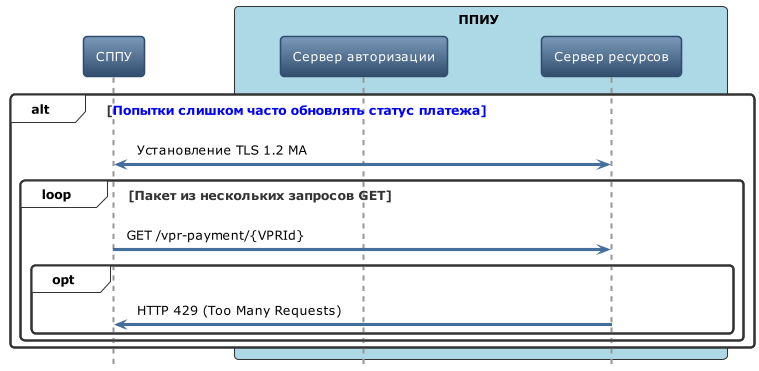 ППИУ
СППУ
Сервер авторизации
Сервер ресурсов
alt
[Попытки слишком часто обновлять статус платежа]
Установление TLS 1.2 MA
loop
[Пакет из нескольких запросов GET]
GET /vpr-payment/{VPRId}
opt
HTTP 429 (Too Many Requests)